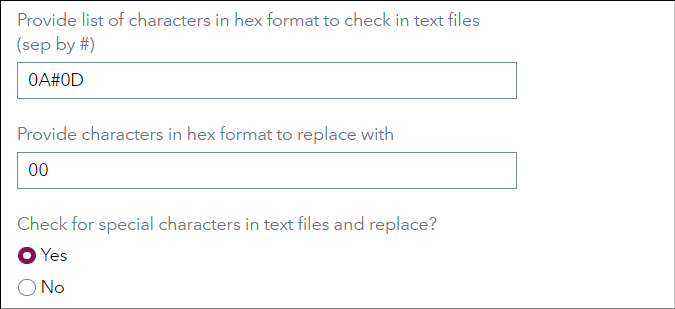 Provide list of characters in hex format to check in text files
(sep by #)
0A#0D
Provide characters in hex format to replace with
00
Check for special characters in text files and replace?
Yes
No